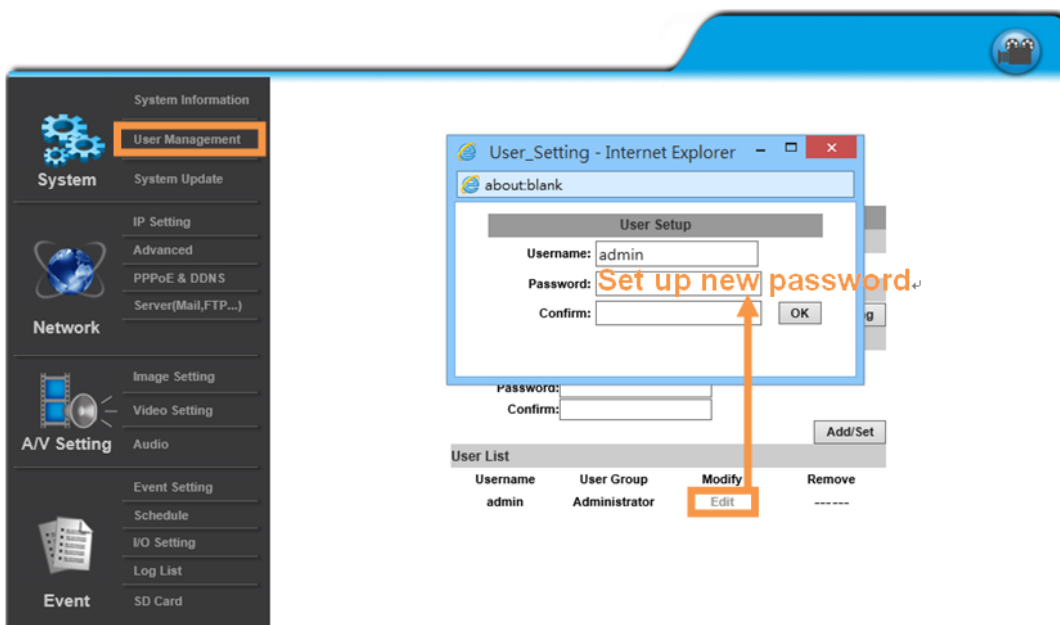 System Information
User Management
System Update
System
IP Setting
Advanced
PPPoE & DDNS
Server(Mail,FTP...)
Network
Image Setting
Video Setting
Audio
A/V Setting
Event Setting
Schedule
I/O Setting
Log List
SD Card
Event
User_Setting - Internet Explorer
about:blank
User Setup
Username: admin
Password: Set up new password
Confirm:
OK
Password:
Confirm:
Add/Set
User List
Username User Group Modify Remove
admin Administrator Edit ------